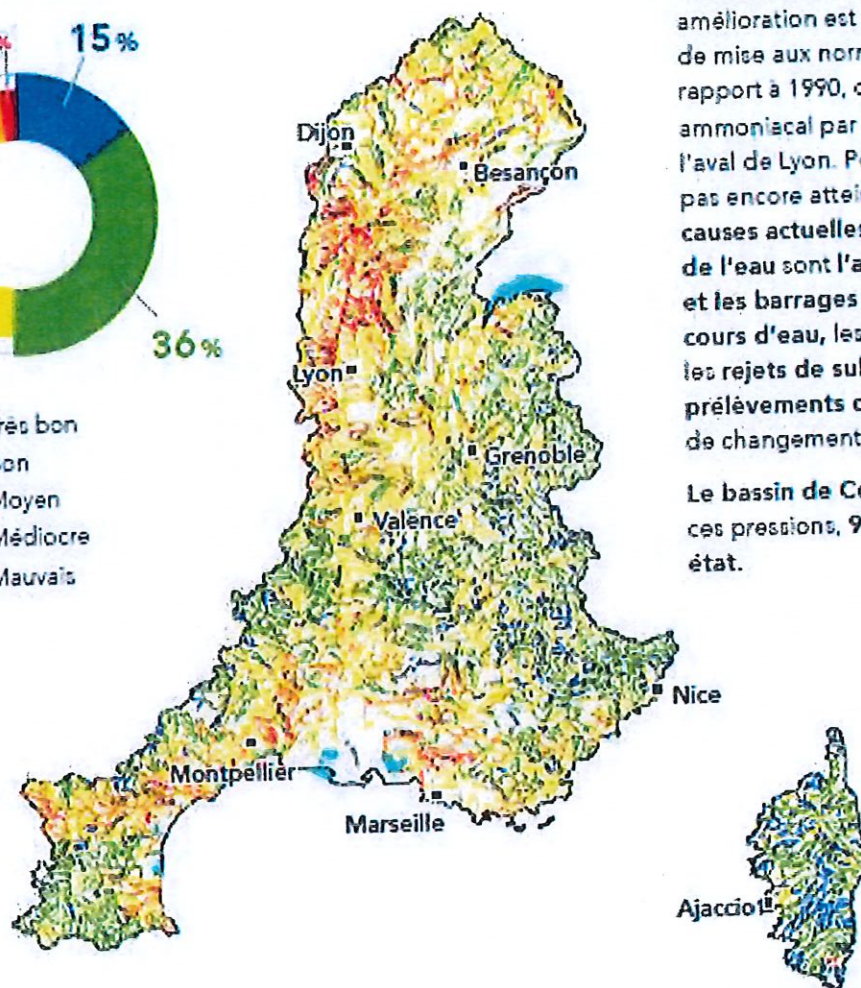 15%
36%
rès bon
on
Moyen
Médiocre
Mauvais
Dijon
Besançon
Lyon
Grenoble
Valence
Nice
Montpellier
Marseille
Ajaccio
amélioration est
de mise aux norm
rapport à 1990, c
ammoniacal par
l'aval de Lyon. Po
pas encore attei
causes actuelles
de l'eau sont l'a
et les barrages
cours d'eau, les
les rejets de sul
prélèvements d
de changement
Le bassin de Co
ces pressions, 9
état.